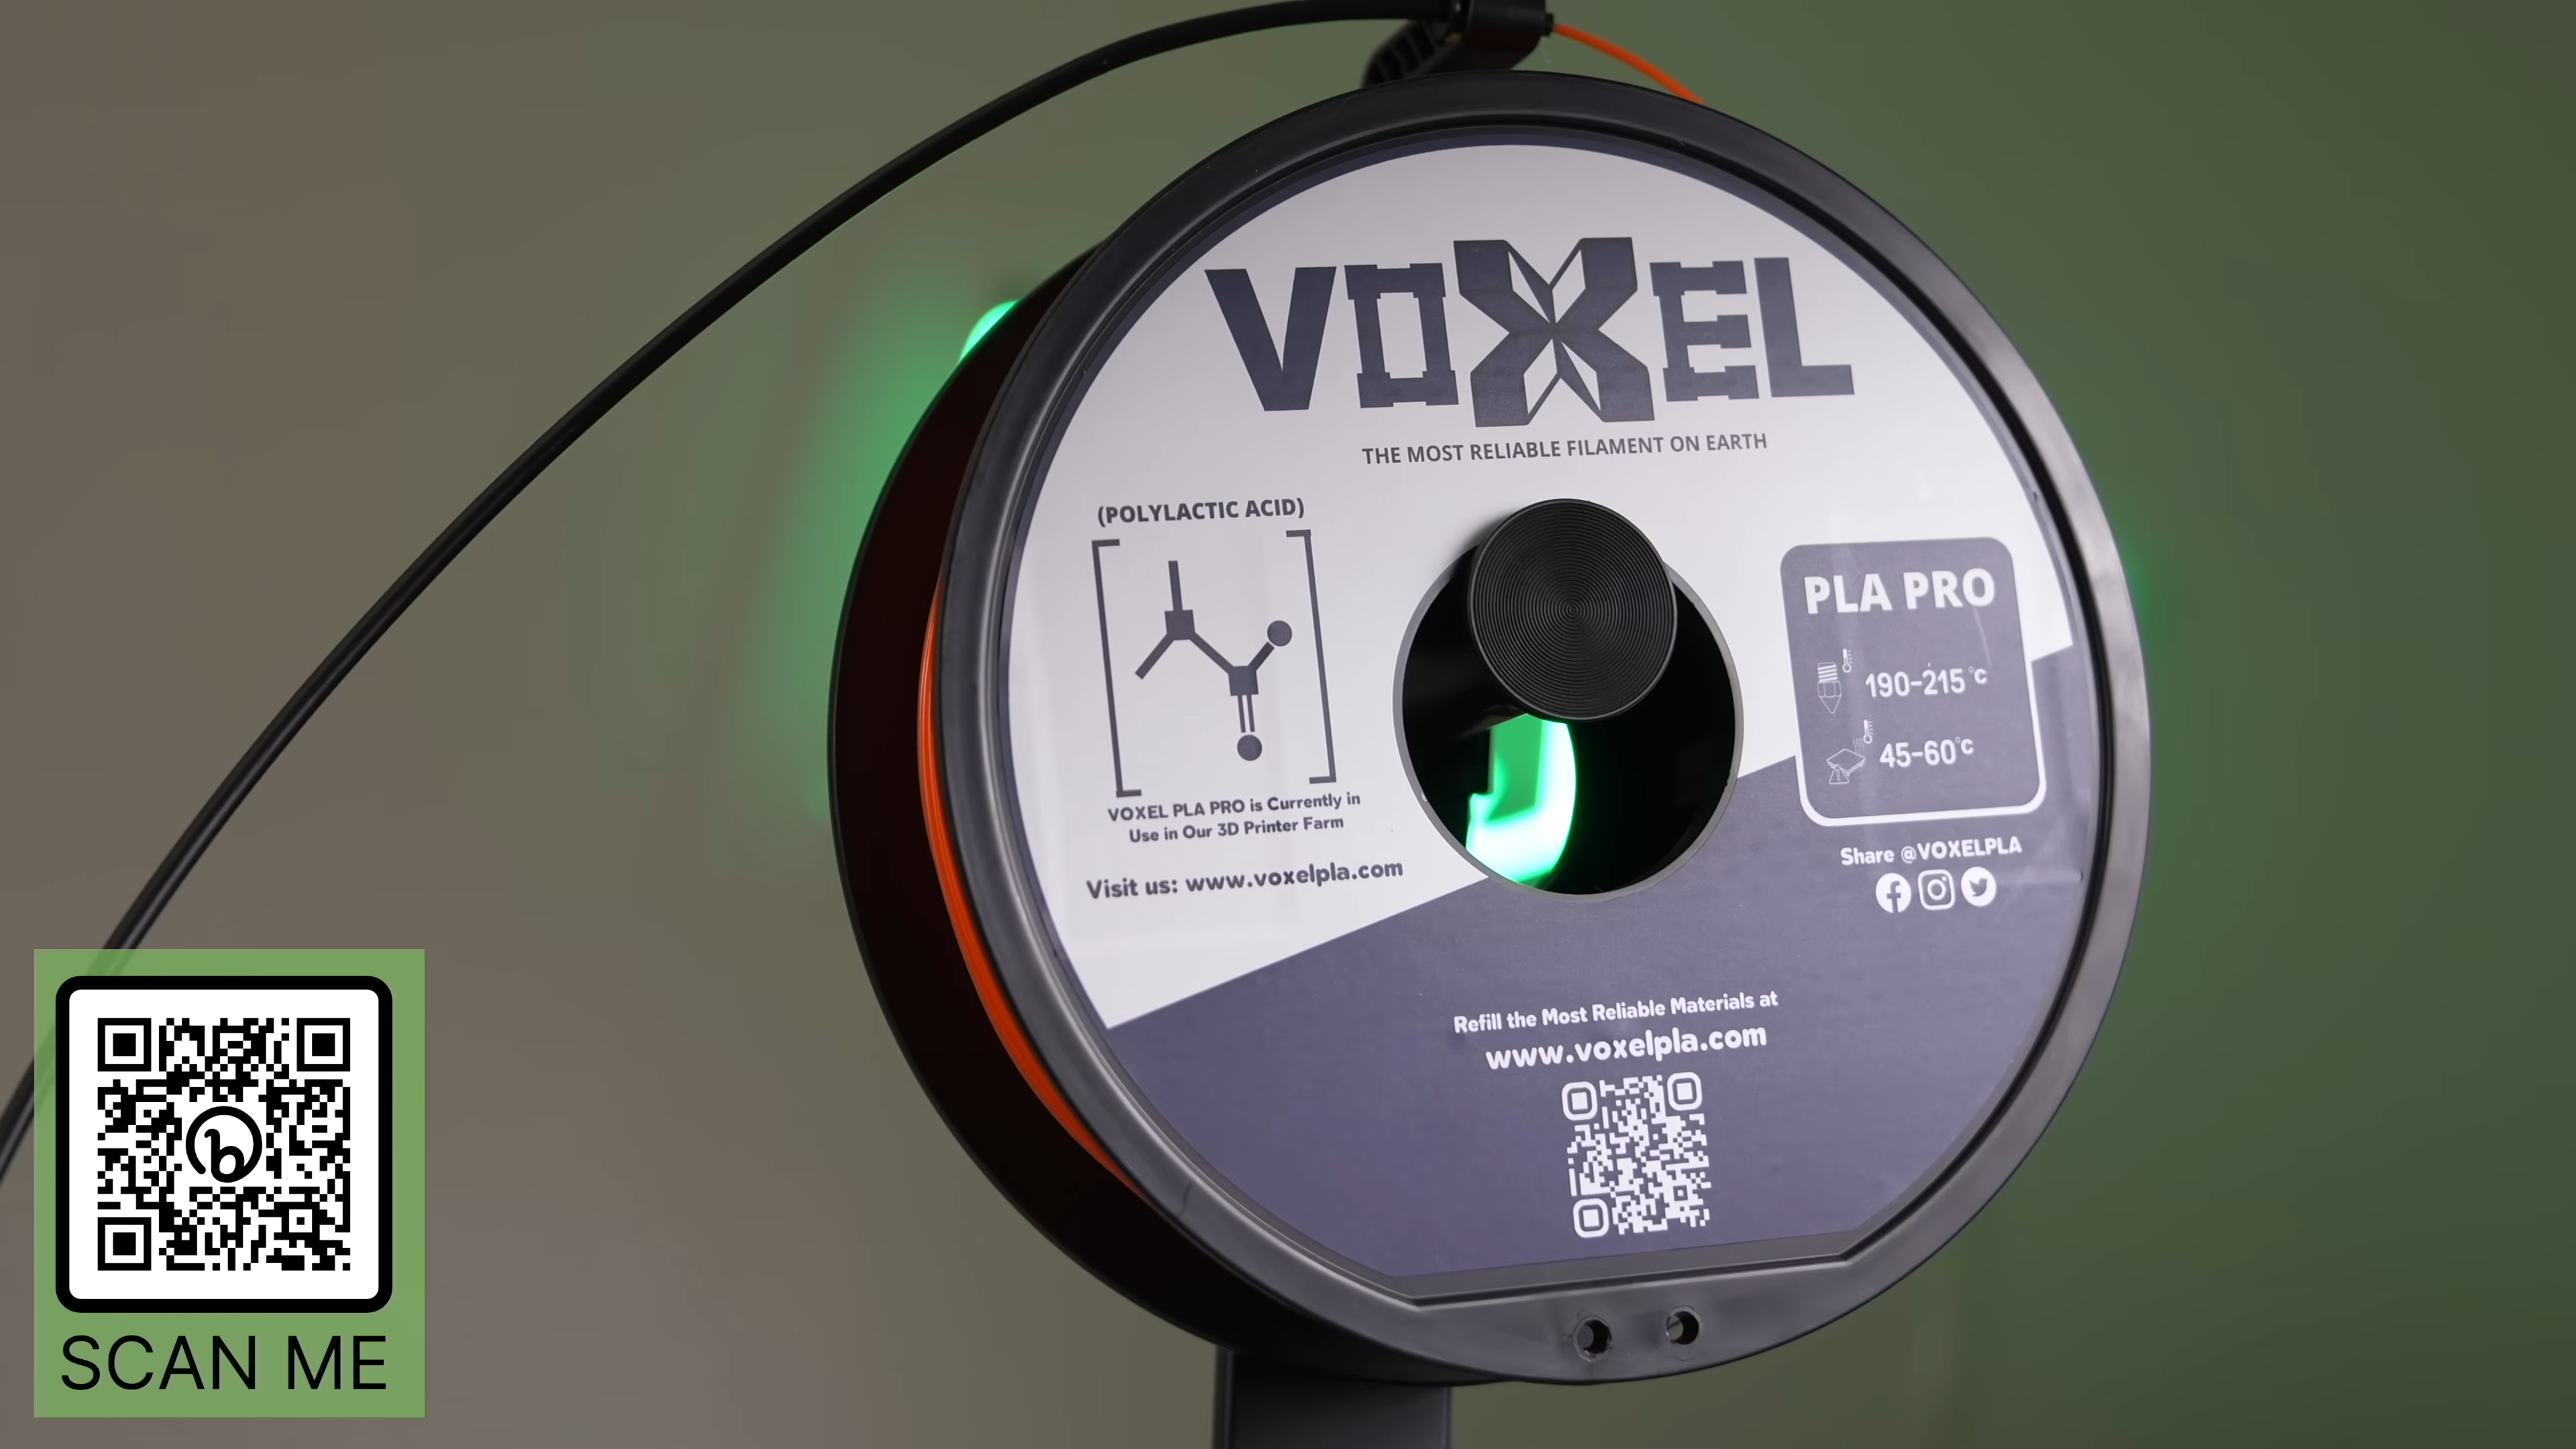 VOXEL
THE MOST RELIABLE FILAMENT ON EARTH
(POLYLACTIC ACID)
VOXEL PLA PRO is Currently in
Use in Our 3D Printer Farm
Visit us: www.voxelpla.com
PLA PRO
190-215°C
45-60°C
Share @VOXELPLA
Refill the Most Reliable Materials at
www.voxelpla.com
b
SCAN ME